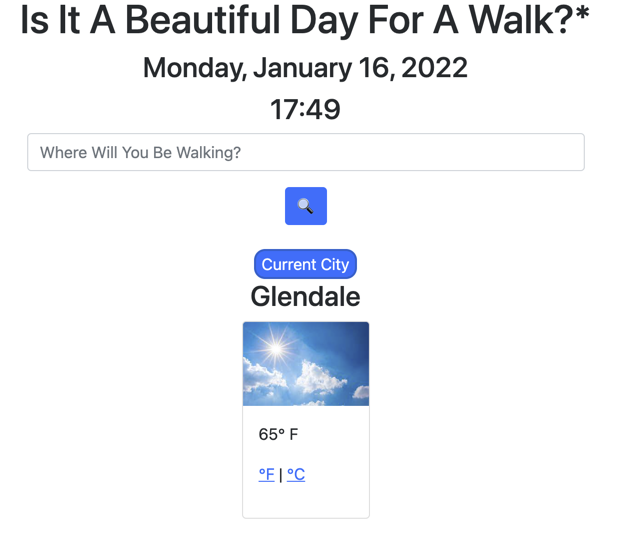 Is It A Beautiful Day For A Walk?*
Monday, January 16, 2022
17:49
Where Will You Be Walking?
Current City
Glendale
65° F
°F | °C